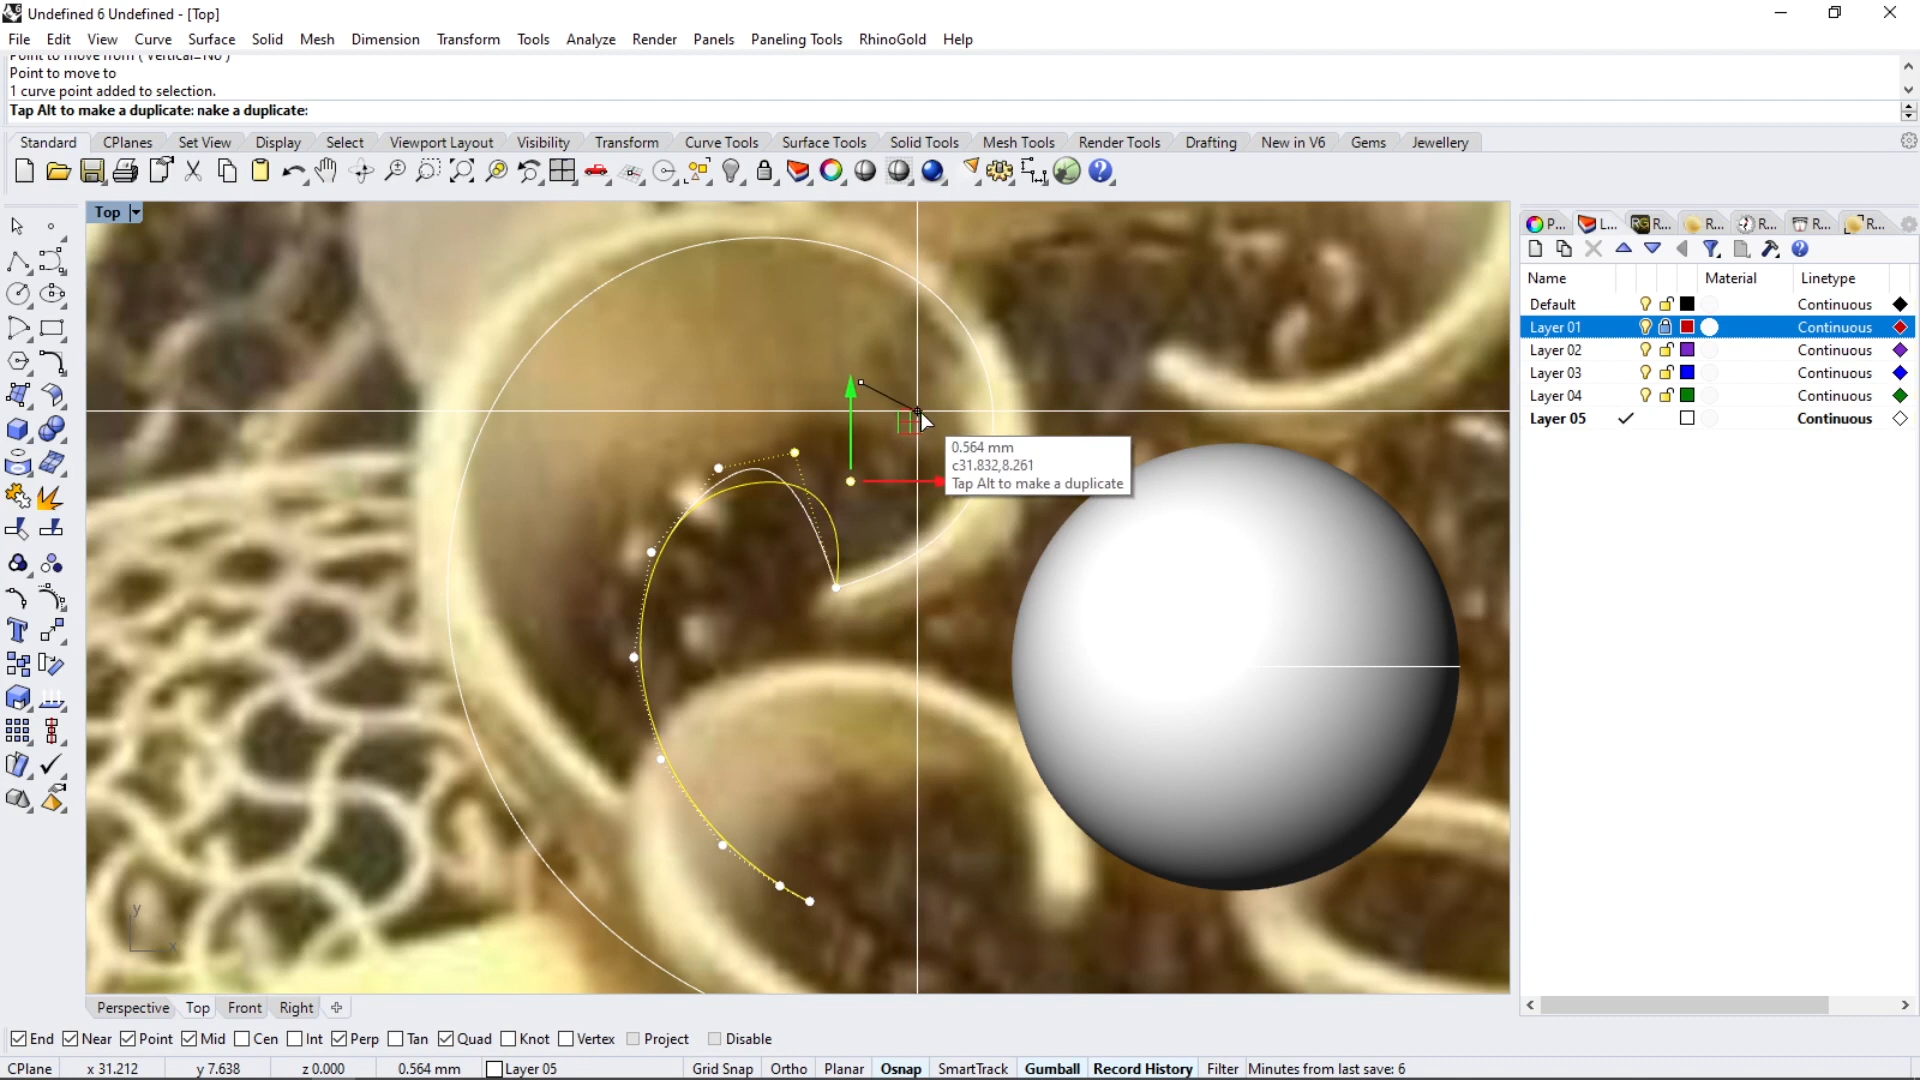 Undefined 6 Undefined - [Top]
File Edit View Curve Surface Solid Mesh Dimension Transform Tools Analyze Render Panels Paneling Tools RhinoGold Help
Point to move from ( Vertical=No )
Point to move to
1 curve point added to selection.
Tap Alt to make a duplicate: nake a duplicate:
Standard CPlanes Set View Display Select Viewport Layout Visibility Transform Curve Tools Surface Tools Solid Tools Mesh Tools Render Tools Drafting New in V6 Gems Jewellery
Top
P... L... R... R... R... R... R...
Name Material Linetype
Default Continuous
Layer 01 Continuous
Layer 02 Continuous
Layer 03 Continuous
Layer 04 Continuous
Layer 05 Continuous
0.564 mm
c31.832,8.261
Tap Alt to make a duplicate
y
x
Perspective Top Front Right
End Near Point Mid Cen Int Perp Tan Quad Knot Vertex Project Disable
CPlane x 31.212 y 7.638 z 0.000 0.564 mm Layer 05 Grid Snap Ortho Planar Osnap SmartTrack Gumball Record History Filter Minutes from last save: 6